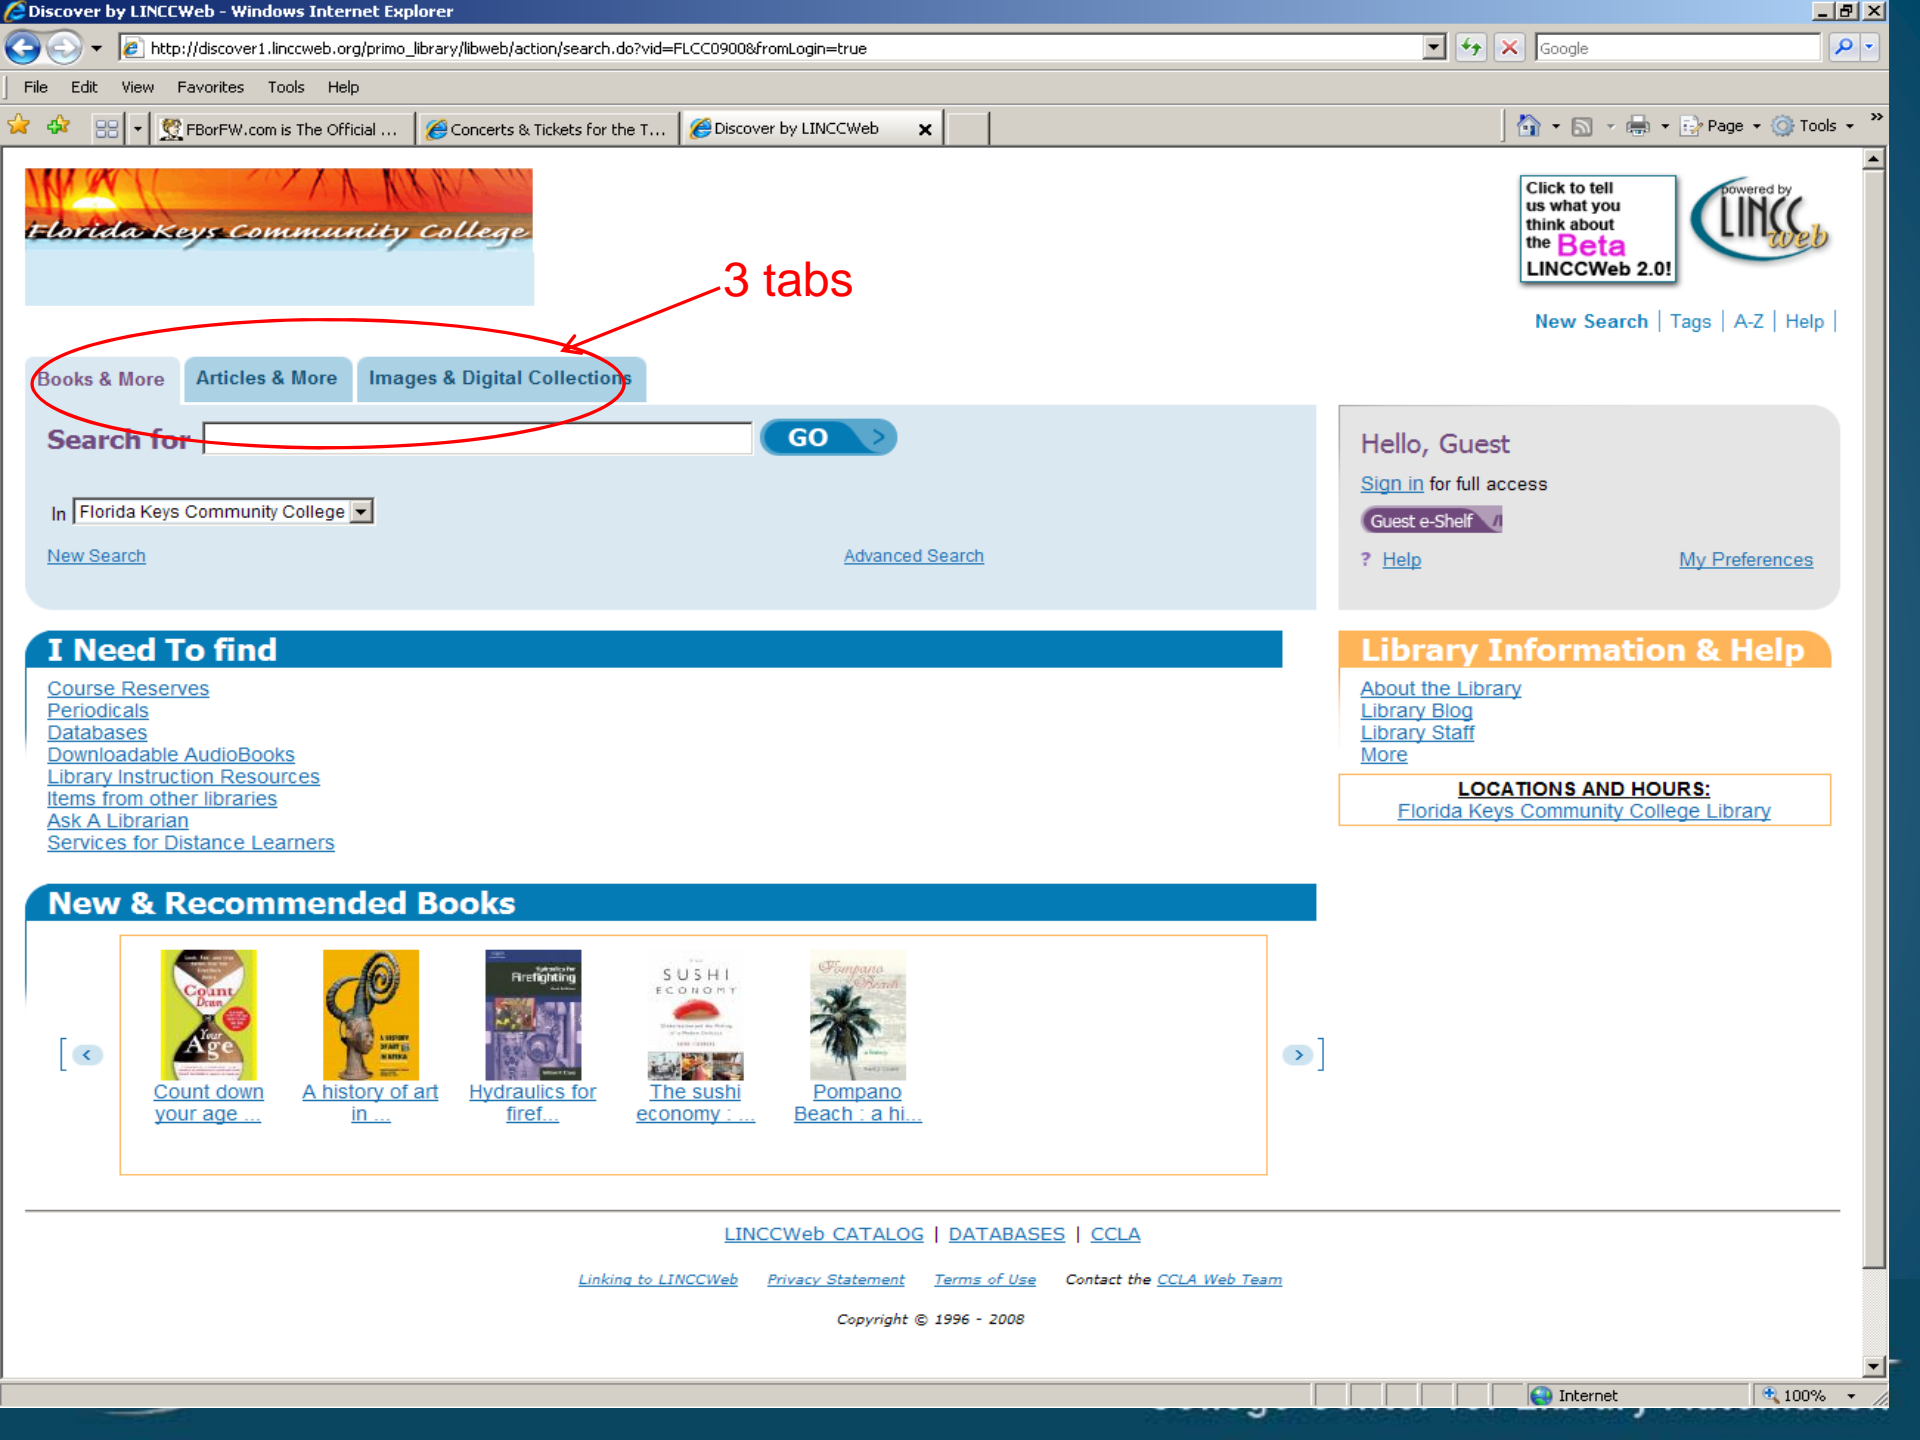 Discover by LINCCWeb - Windows Internet Explorer
http://discover1.linccweb.org/primo_library/libweb/action/search.do?vid=FLCC0900&fromLogin=true
Google
File Edit View Favorites Tools Help
FBorFW.com is The Official ... Concerts & Tickets for the T... Discover by LINCCWeb
Page Tools
Florida Keys Community College
Click to tell
us what you
think about
the Beta
LINCCWeb 2.0!
powered by
LINCC
web
3 tabs
New Search | Tags | A-Z | Help |
Books & More Articles & More Images & Digital Collections
Search for GO >
In Florida Keys Community College
New Search Advanced Search
Hello, Guest
Sign in for full access
Guest e-Shelf
? Help My Preferences
I Need To find
Course Reserves
Periodicals
Databases
Downloadable AudioBooks
Library Instruction Resources
Items from other libraries
Ask A Librarian
Services for Distance Learners
Library Information & Help
About the Library
Library Blog
Library Staff
More
LOCATIONS AND HOURS:
Florida Keys Community College Library
New & Recommended Books
Count
Down
Your
Age
Firefighting
SUSHI
ECONOMY
Pompano
Beach
Count down
your age ...
A history of art
in ...
Hydraulics for
firef...
The sushi
economy : ...
Pompano
Beach : a hi...
LINCCWeb CATALOG | DATABASES | CCLA
Linking to LINCCWeb Privacy Statement Terms of Use Contact the CCLA Web Team
Copyright © 1996 - 2008
Internet 100%